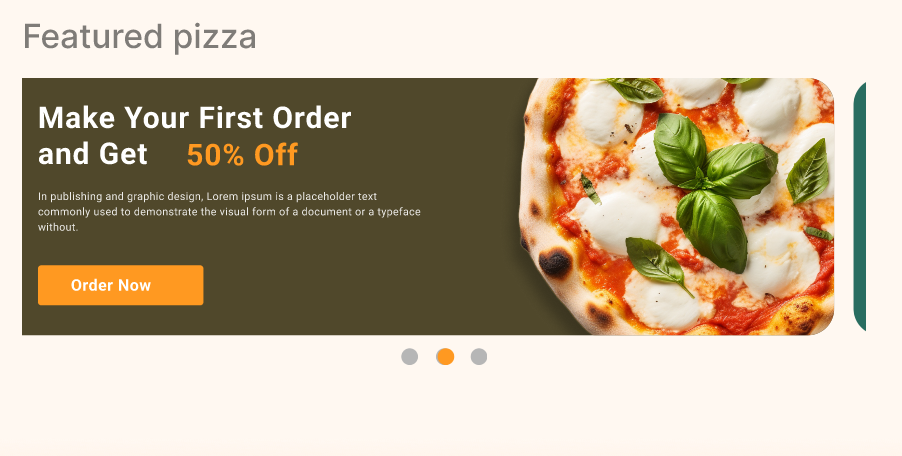 Featured pizza
Make Your First Order
and Get 50% Off
In publishing and graphic design, Lorem ipsum is a placeholder text
commonly used to demonstrate the visual form of a document or a typeface
without.
Order Now